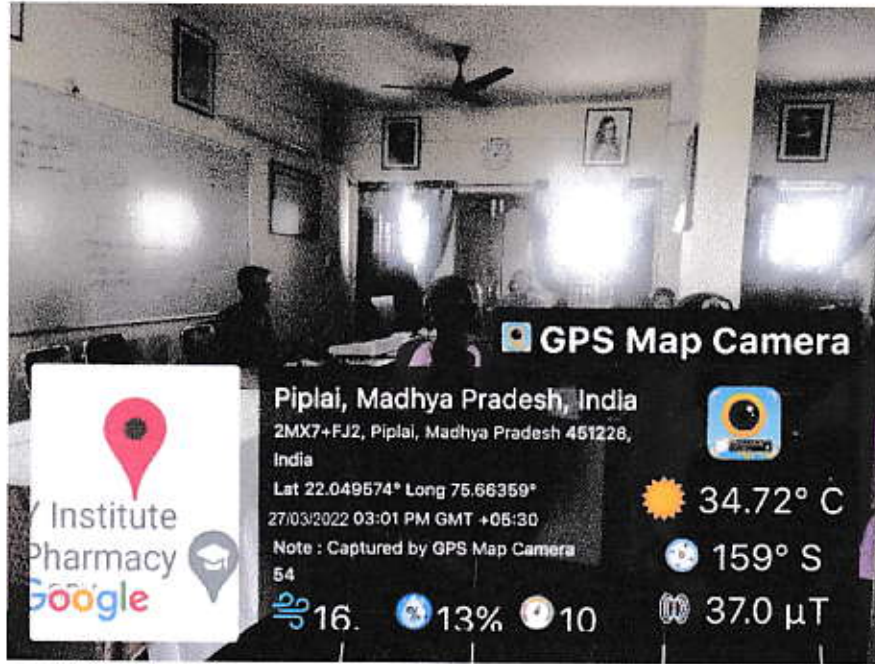 GPS Map Camera
Piplai, Madhya Pradesh, India
2MX7+FJ2, Piplai, Madhya Pradesh 451228,
India
Lat 22.049574° Long 75.66359°
27/03/2022 03:01 PM GMT +05:30
Note : Captured by GPS Map Camera
54
34.72° C
159° S
37.0 µT
16.
13%
10
Institute
Pharmacy
Google